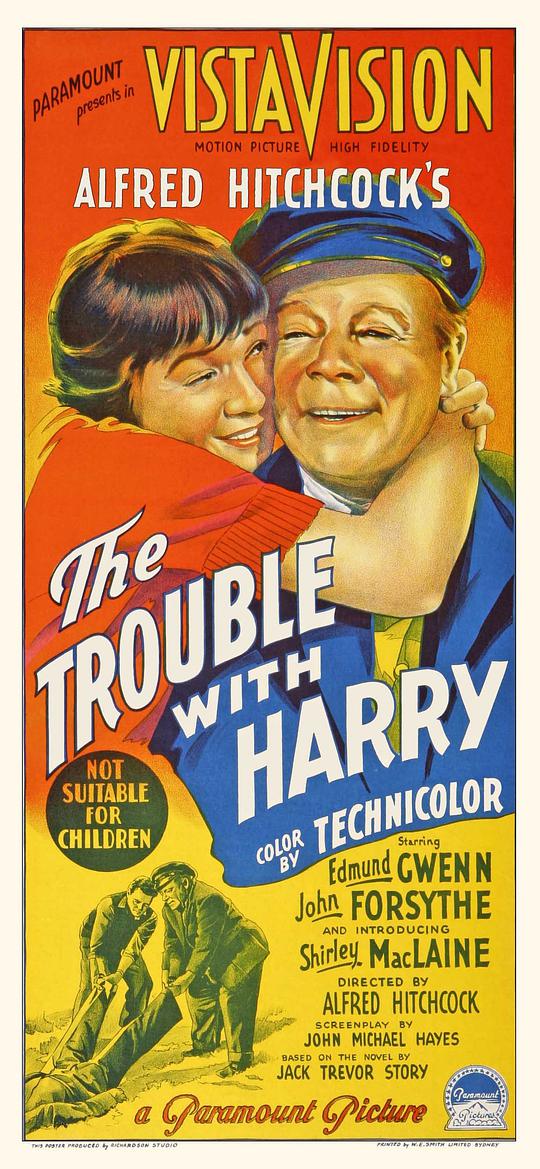 PARAMOUNT
presents in
VISTAVISION
MOTION PICTURE HIGH FIDELITY
ALFRED HITCHCOCK'S
The
TROUBLE
WITH
HARRY
NOT
SUITABLE
FOR
CHILDREN
COLOR
BY
TECHNICOLOR
Starring
Edmund GWENN
John FORSYTHE
AND INTRODUCING
Shirley MacLAINE
DIRECTED BY
ALFRED HITCHCOCK
SCREENPLAY BY
JOHN MICHAEL HAYES
BASED ON THE NOVEL BY
JACK TREVOR STORY
a Paramount Picture
Paramount
Pictures
THIS POSTER PRODUCED by RICHARDSON STUDIO
PRINTED by W.E. SMITH LIMITED SYDNEY